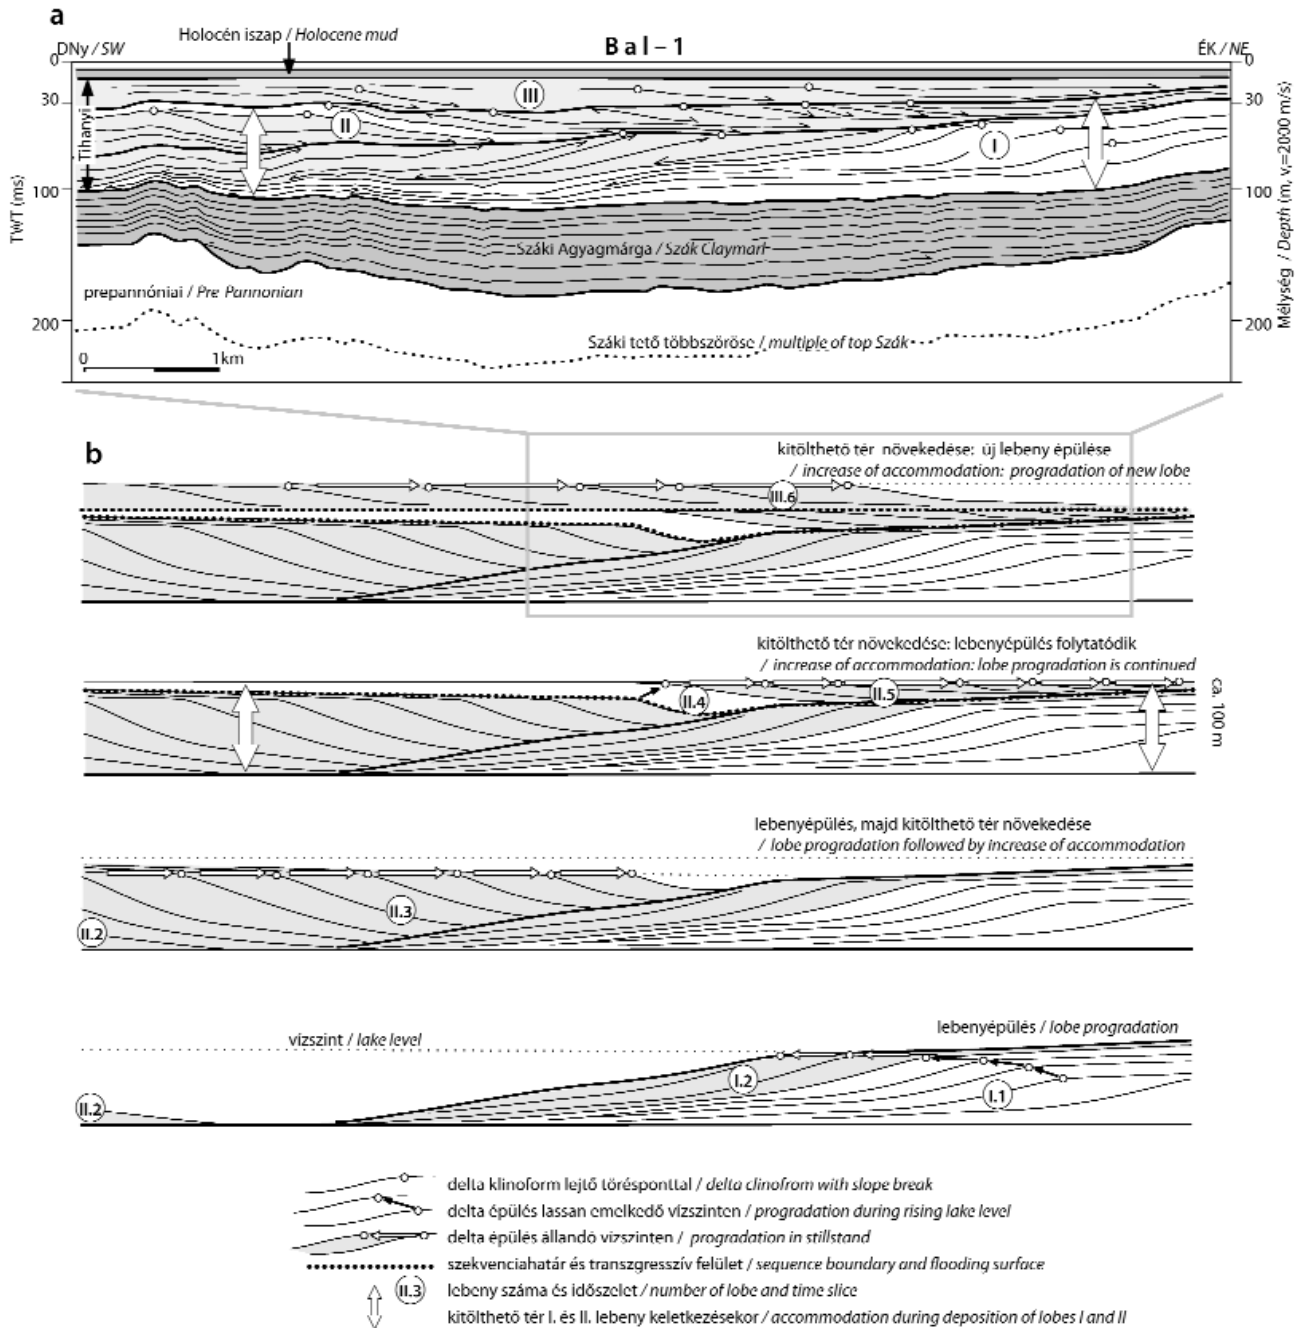 a
DNy / SW
Holocén iszap / Holocene mud
Bal – 1
ÉK / NE
0
0
30
30
III
II
I
Tihanyi
100
100
TWT (ms)
Mélység / Depth (m, vi=2000 m/s)
Száki Agyagmárga / Szák Claymarl
prepannóniai / Pre Pannonian
200
200
Száki tető többszöröse / multiple of top Szák
0
1km
b
kitölthető tér növekedése: új lebeny épülése
/ increase of accommodation: progradation of new lobe
III.6
kitölthető tér növekedése: lebenyépülés folytatódik
/ increase of accommodation: lobe progradation is continued
II.4
II.5
ca. 100 m
lebenyépülés, majd kitölthető tér növekedése
/ lobe progradation followed by increase of accommodation
II.3
II.2
vízszint / lake level
lebenyépülés / lobe progradation
I.2
I.1
II.2
delta klinoform lejtő törésponttal / delta clinofrom with slope break
delta épülés lassan emelkedő vízszinten / progradation during rising lake level
delta épülés állandó vízszinten / progradation in stillstand
szekvenciahatár és transzgresszív felület / sequence boundary and flooding surface
II.3 lebeny száma és időszelet / number of lobe and time slice
kitölthető tér I. és II. lebeny keletkezésekor / accommodation during deposition of lobes I and II